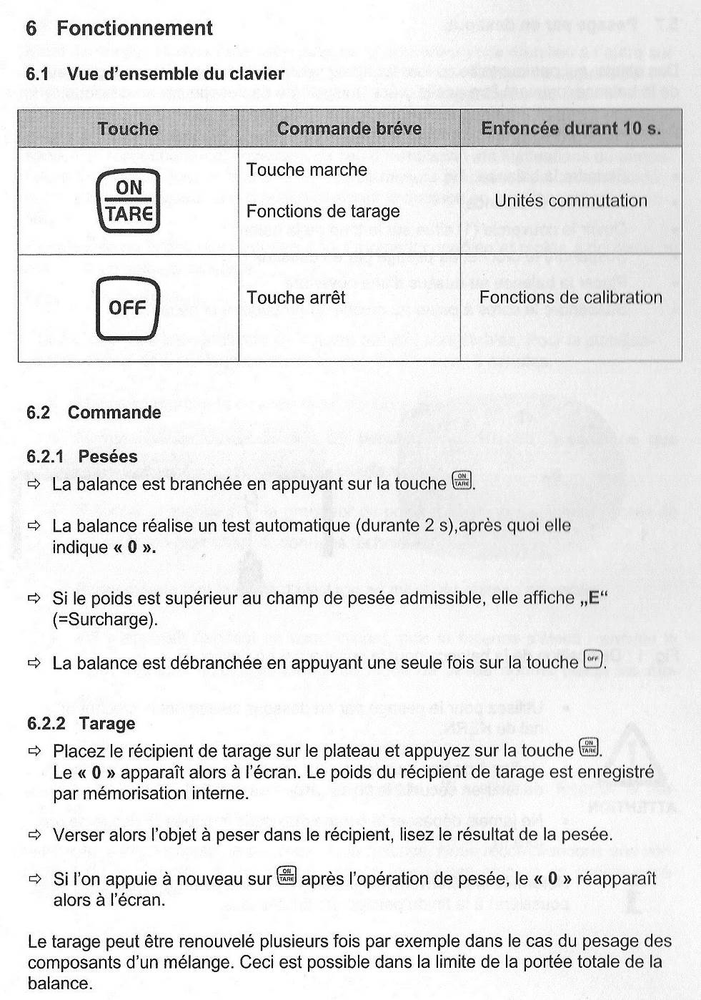 6 Fonctionnement
6.1 Vue d’ensemble du clavier
Touche Commande bréve Enfoncée durant 10 s.
ON
TARE
Touche marche
Fonctions de tarage
Unités commutation
OFF
Touche arrêt
Fonctions de calibration
6.2 Commande
6.2.1 Pesées
⇨ La balance est branchée en appuyant sur la touche ON TARE.
⇨ La balance réalise un test automatique (durante 2 s),après quoi elle
indique « 0 ».
⇨ Si le poids est supérieur au champ de pesée admissible, elle affiche „E“
(=Surcharge).
⇨ La balance est débranchée en appuyant une seule fois sur la touche OFF.
6.2.2 Tarage
⇨ Placez le récipient de tarage sur le plateau et appuyez sur la touche ON TARE.
Le « 0 » apparaît alors à l’écran. Le poids du récipient de tarage est enregistré
par mémorisation interne.
⇨ Verser alors l’objet à peser dans le récipient, lisez le résultat de la pesée.
⇨ Si l’on appuie à nouveau sur ON TARE après l’opération de pesée, le « 0 » réapparaît
alors à l’écran.
Le tarage peut être renouvelé plusieurs fois par exemple dans le cas du pesage des
composants d’un mélange. Ceci est possible dans la limite de la portée totale de la
balance.